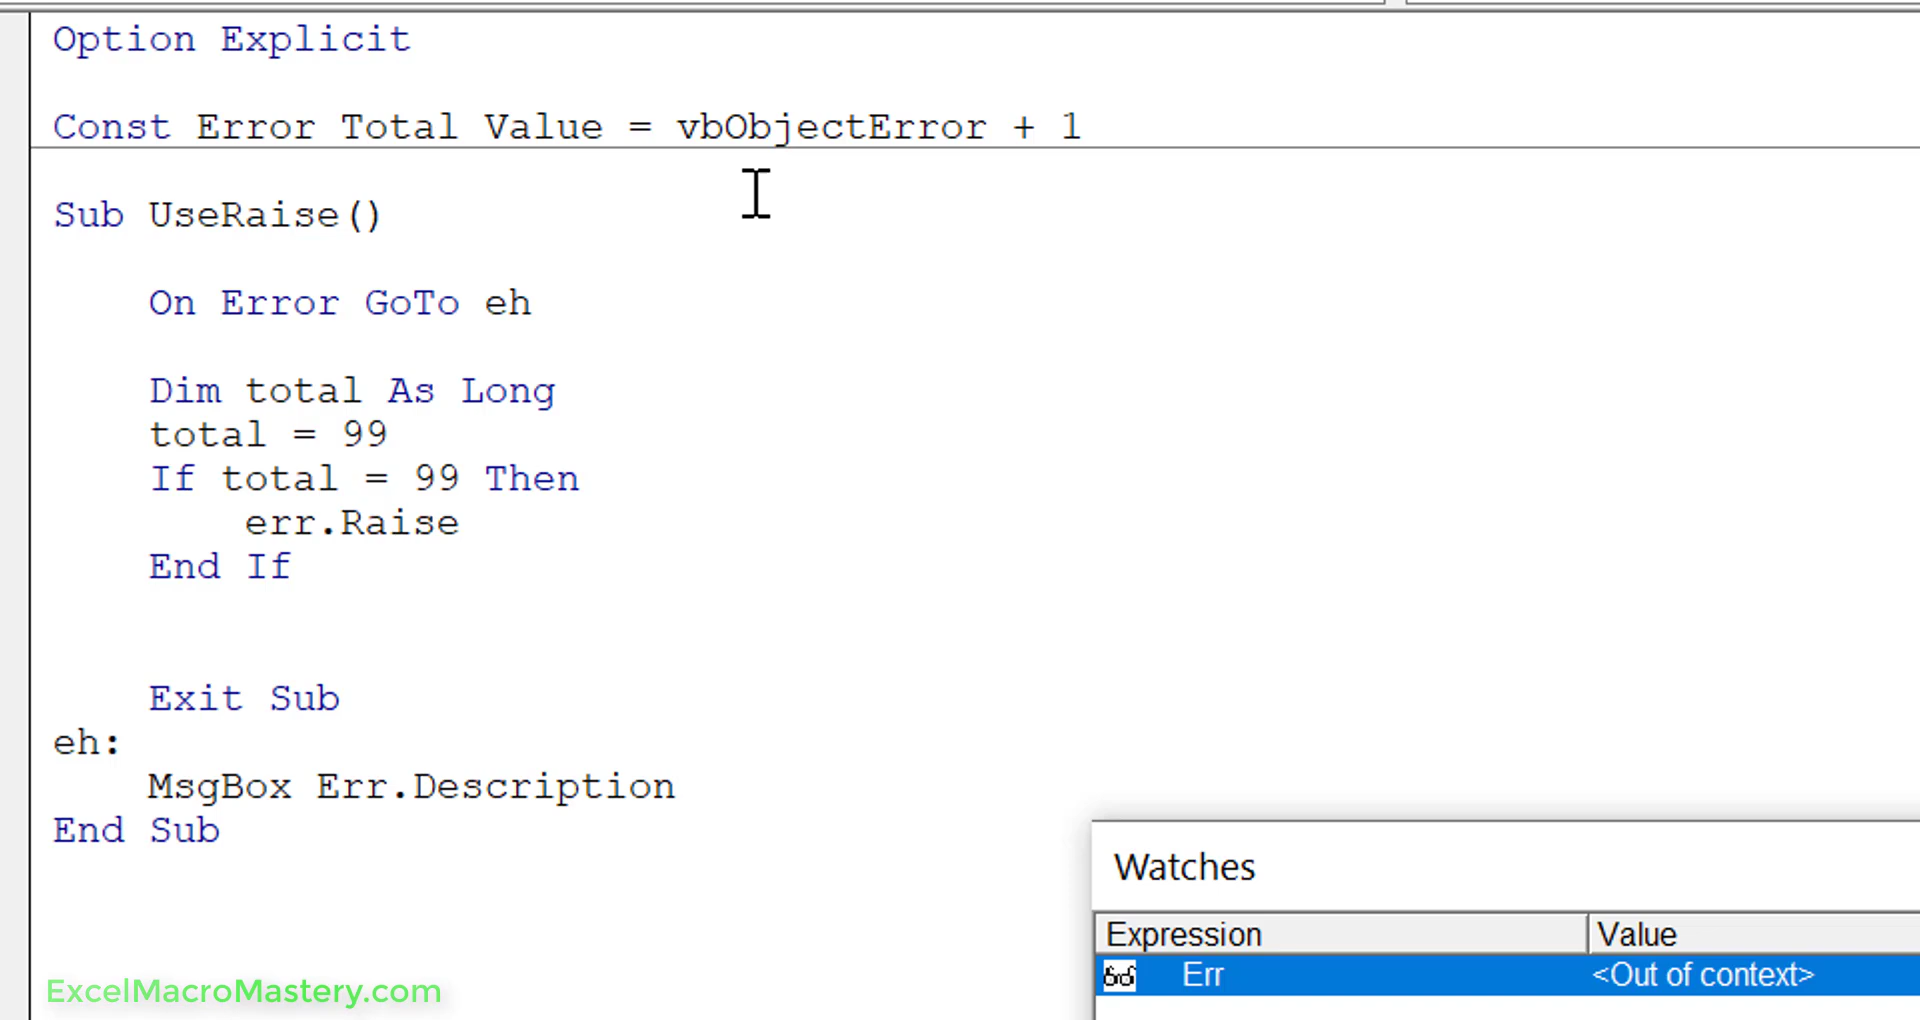 Option Explicit
Const Error Total Value = vbObjectError + 1
Sub UseRaise()
On Error GoTo eh
Dim total As Long
total = 99
If total = 99 Then
err.Raise
End If
Exit Sub
eh:
MsgBox Err.Description
End Sub
Watches
Expression Value
Err <Out of context>
ExcelMacroMastery.com